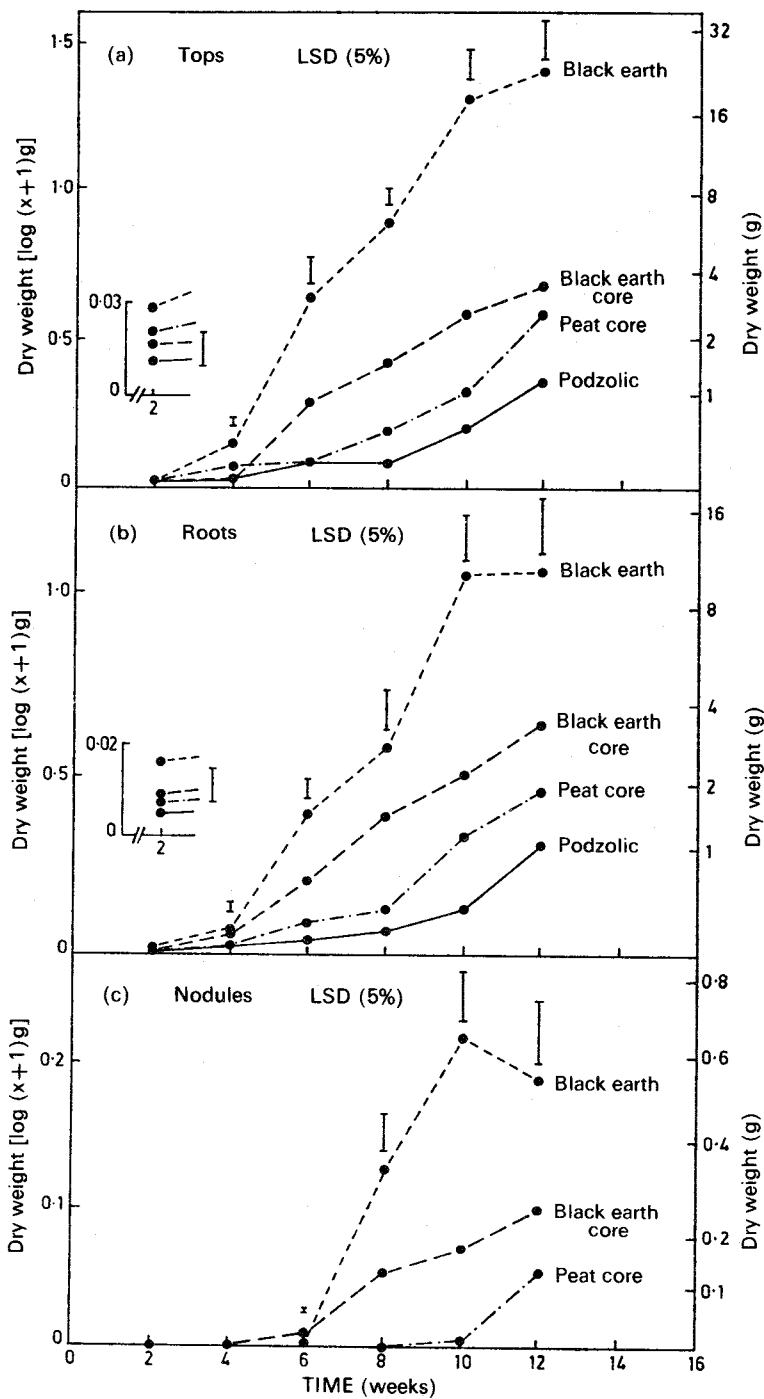 (a) Tops LSD (5%)
Dry weight [log (x+1)g]
1·5
1·0
0·5
0
0·03
0
2
Black earth
Black earth
core
Peat core
Podzolic
32
16
8
4
2
1
Dry weight (g)
(b) Roots LSD (5%)
Dry weight [log (x+1)g]
1·0
0·5
0
0·02
0
2
Black earth
Black earth
core
Peat core
Podzolic
16
8
4
2
1
Dry weight (g)
(c) Nodules LSD (5%)
Dry weight [log (x+1)g]
0·2
0·1
0
Black earth
Black earth
core
Peat core
0·8
0·6
0·4
0·2
0·1
Dry weight (g)
0 2 4 6 8 10 12 14 16
TIME (weeks)